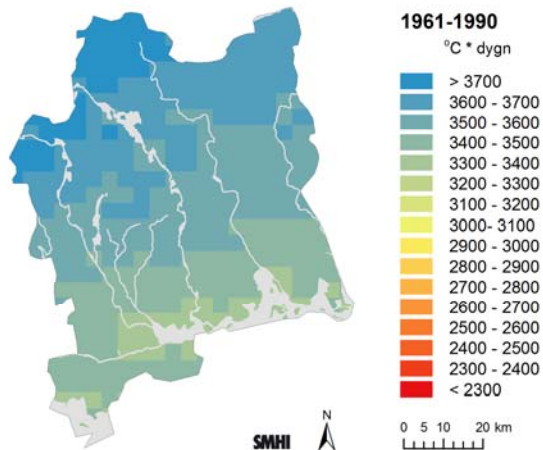 1961-1990
°C * dygn
> 3700
3600 - 3700
3500 - 3600
3400 - 3500
3300 - 3400
3200 - 3300
3100 - 3200
3000- 3100
2900 - 3000
2800 - 2900
2700 - 2800
2600 - 2700
2500 - 2600
2400 - 2500
2300 - 2400
< 2300
N
SMHI
0 5 10 20 km